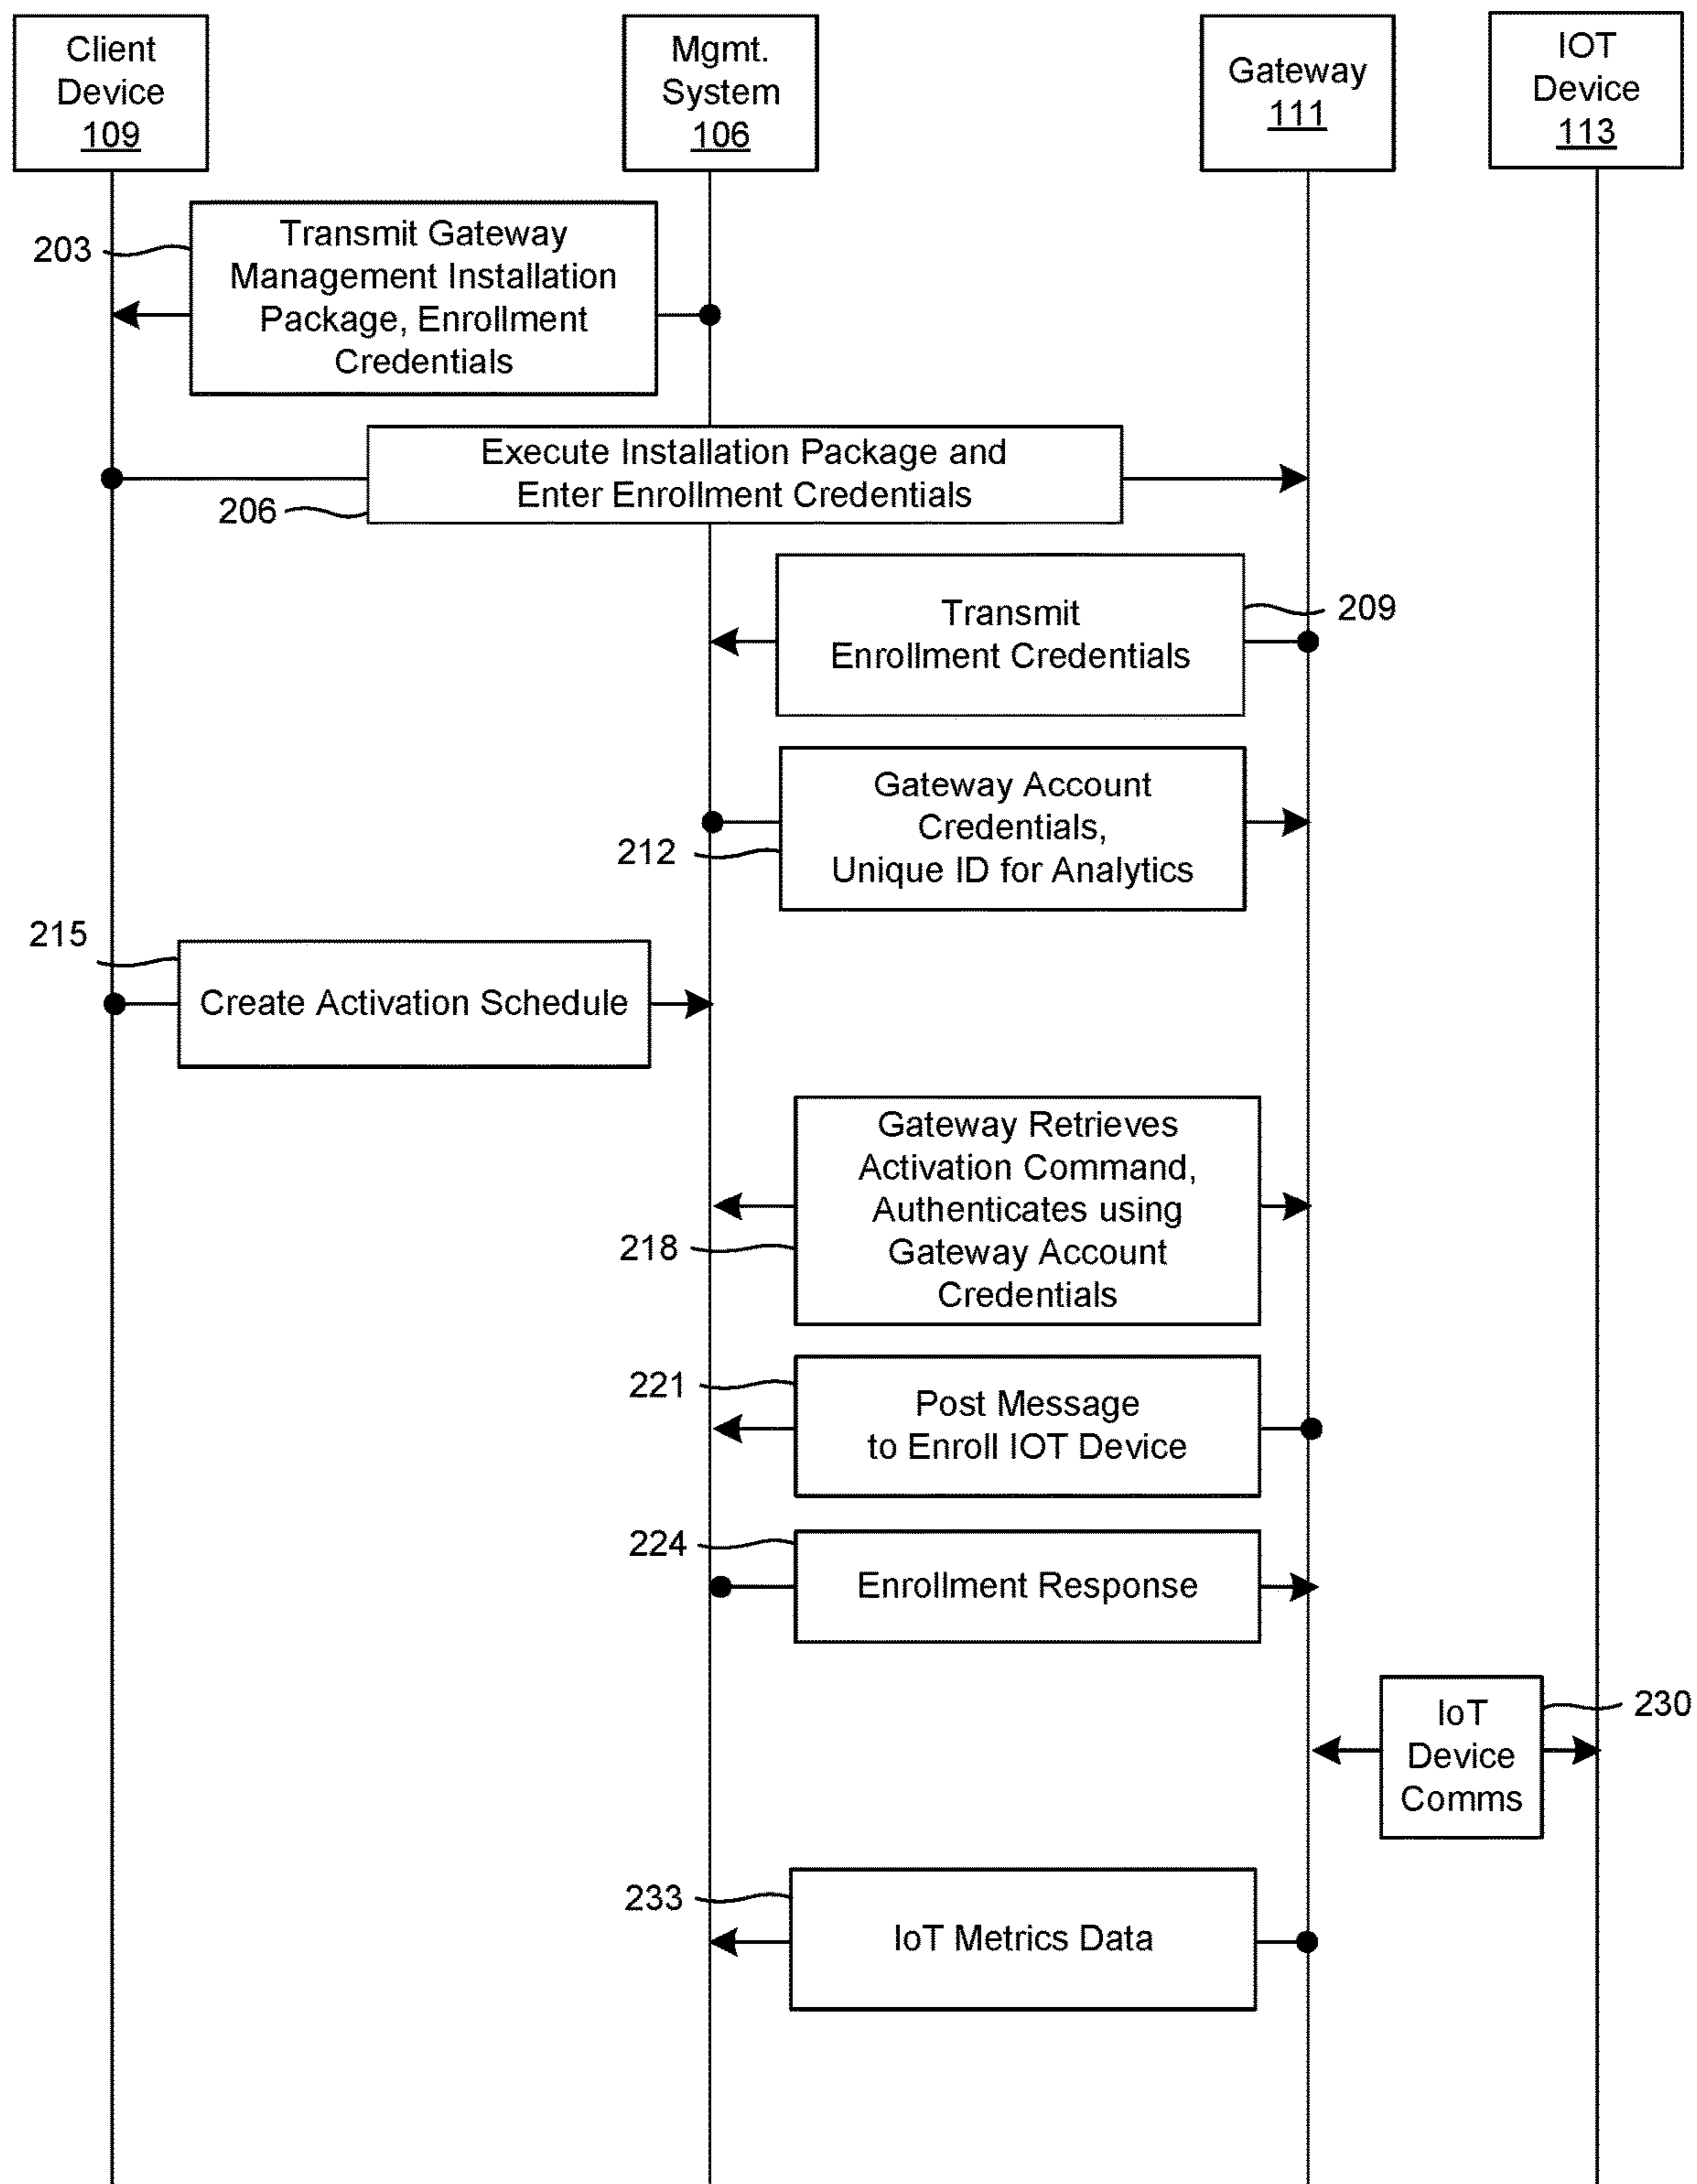 Client
Device
109
Mgmt.
System
106
Gateway
111
IOT
Device
113
203
Transmit Gateway
Management Installation
Package, Enrollment
Credentials
Execute Installation Package and
Enter Enrollment Credentials
206
Transmit
Enrollment Credentials
209
Gateway Account
Credentials,
Unique ID for Analytics
212
215
Create Activation Schedule
Gateway Retrieves
Activation Command,
Authenticates using
Gateway Account
Credentials
218
221
Post Message
to Enroll IOT Device
224
Enrollment Response
IoT
Device
Comms
230
233
IoT Metrics Data